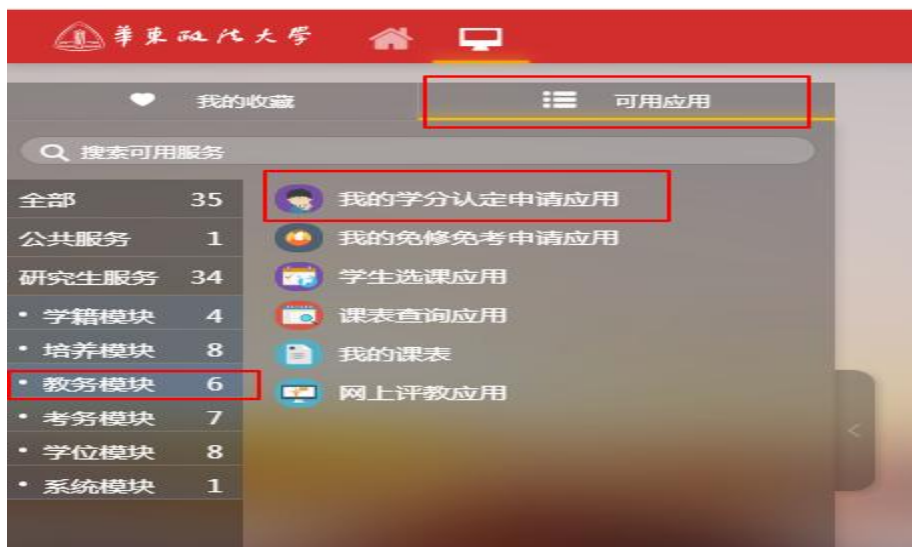 華東政法大學
我的收藏
可用应用
搜索可用服务
全部 35
公共服务 1
研究生服务 34
• 学籍模块 4
• 培养模块 8
• 教务模块 6
• 考务模块 7
• 学位模块 8
• 系统模块 1
我的学分认定申请应用
我的免修免考申请应用
学生选课应用
课表查询应用
我的课表
网上评教应用
<